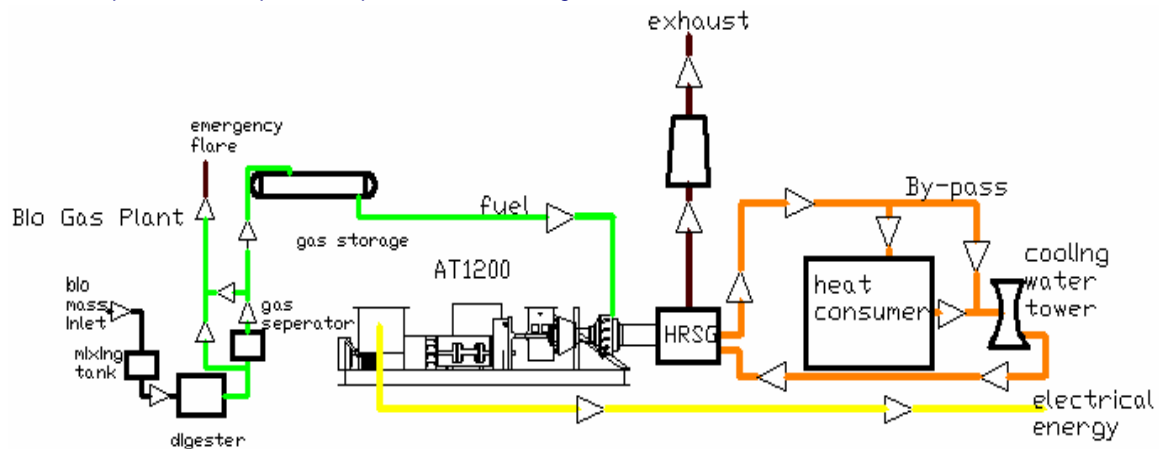 exhaust
emergency
flare
Bio Gas Plant
fuel
By-pass
gas storage
AT1200
cooling
water
tower
bio
mass
inlet
gas
seperator
heat
consumer
HRSG
mixing
tank
electrical
energy
digester